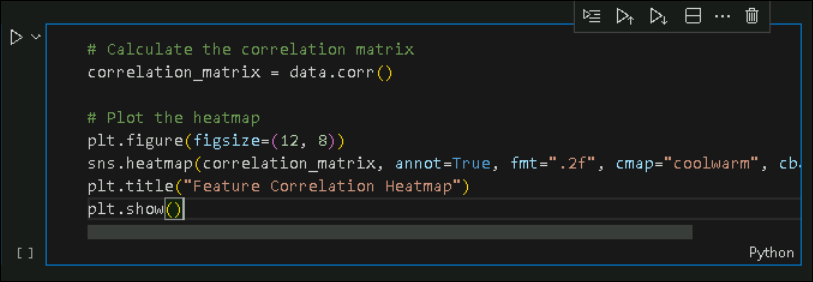 # Calculate the correlation matrix
correlation_matrix = data.corr()
# Plot the heatmap
plt.figure(figsize=(12, 8))
sns.heatmap(correlation_matrix, annot=True, fmt=".2f", cmap="coolwarm", cb
plt.title("Feature Correlation Heatmap")
plt.show()
[ ]
Python